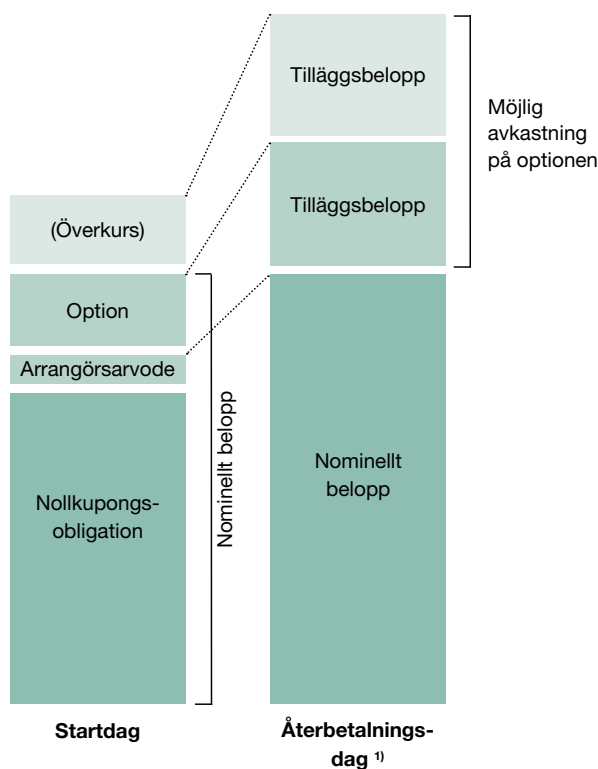 Tilläggsbelopp
Möjlig
avkastning
på optionen
Tilläggsbelopp
(Överkurs)
Option
Arrangörsarvode
Nollkupongs-
obligation
Nominellt belopp
Nominellt
belopp
Startdag
Återbetalnings-
dag ¹⁾